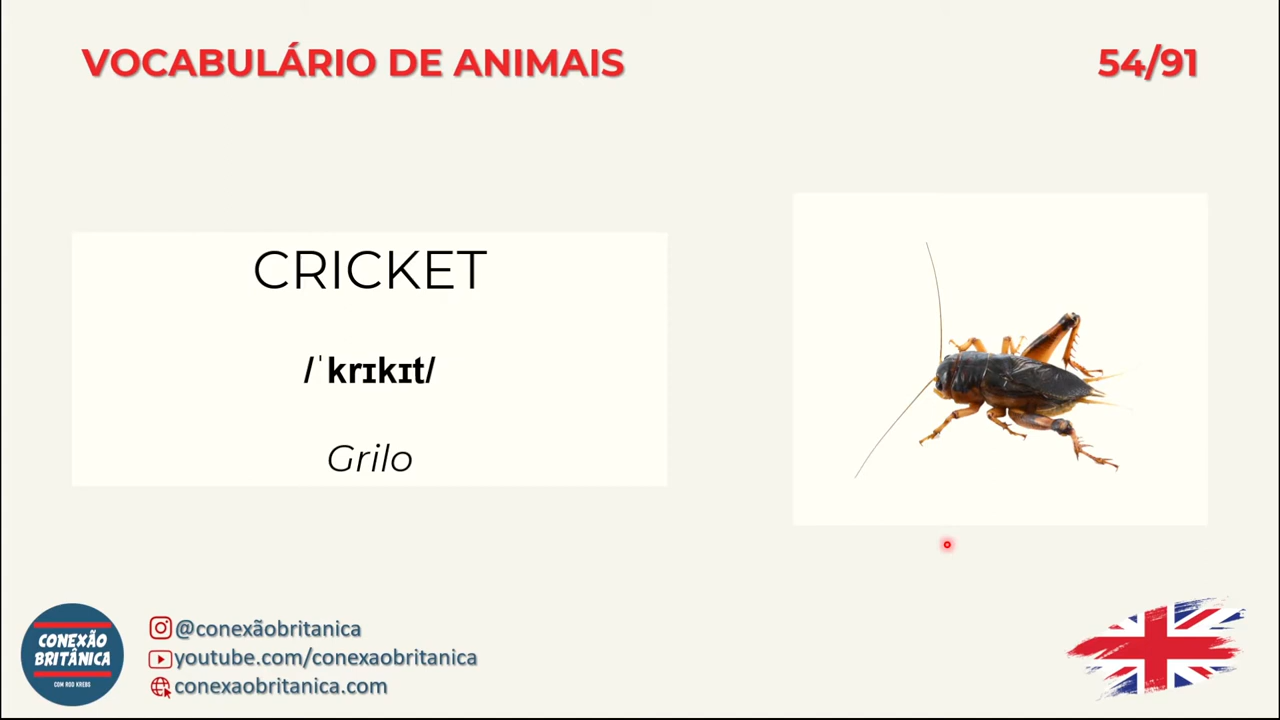 VOCABULÁRIO DE ANIMAIS
54/91
CRICKET
/ˈkrɪkɪt/
Grilo
CONEXÃO
BRITÂNICA
COM ROD KREBS
@conexãobritanica
youtube.com/conexaobritanica
conexaobritanica.com